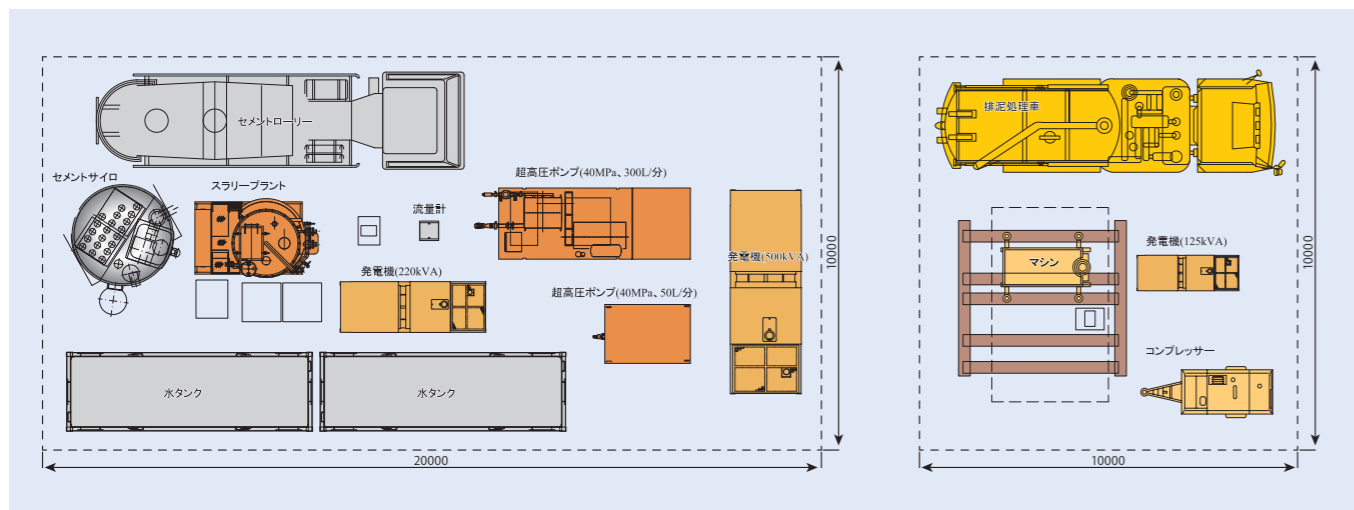 セメントローリー
排泥処理車
セメントサイロ
スラリープラント
超高圧ポンプ(40MPa、300L/分)
流量計
発電機(220kVA)
発電機(500kVA)
超高圧ポンプ(40MPa、50L/分)
水タンク
水タンク
10000
20000
マシン
発電機(125kVA)
コンプレッサー
10000
10000